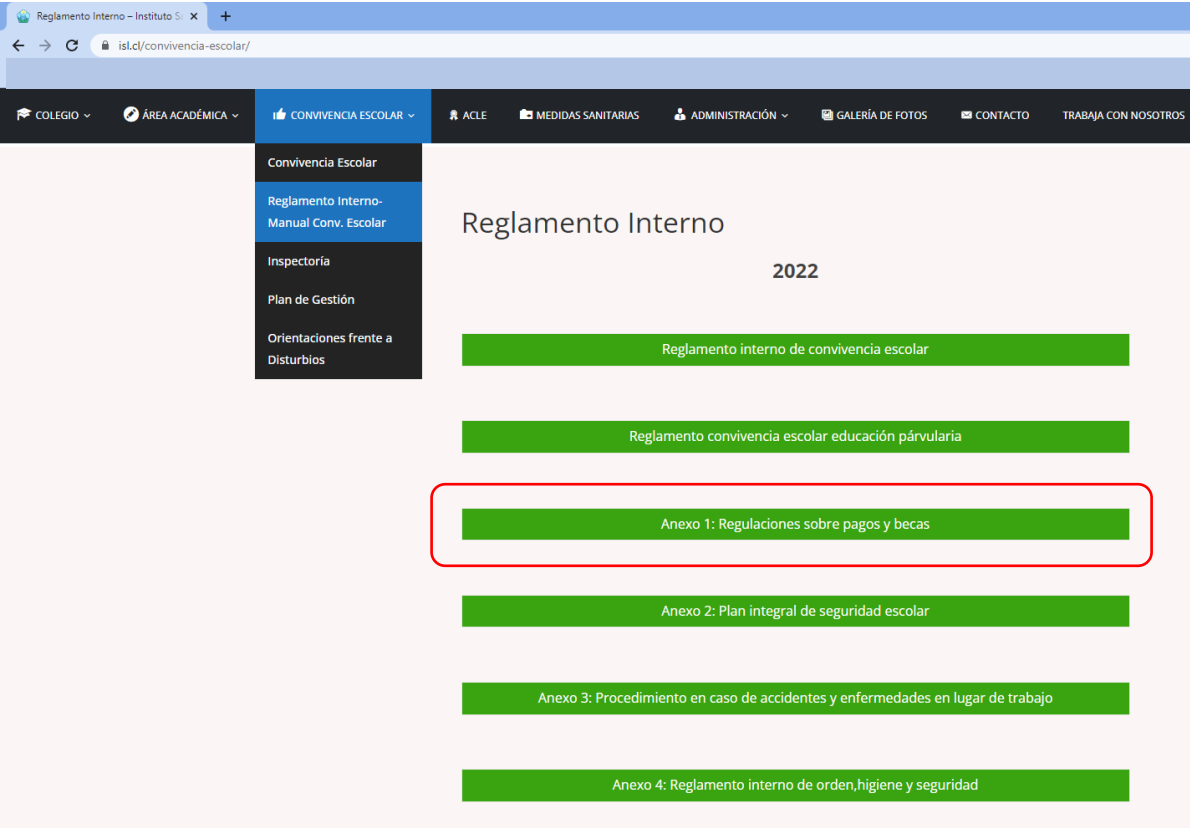 Reglamento Interno – Instituto S
isl.cl/convivencia-escolar/
COLEGIO
ÁREA ACADÉMICA
CONVIVENCIA ESCOLAR
ACLE
MEDIDAS SANITARIAS
ADMINISTRACIÓN
GALERÍA DE FOTOS
CONTACTO
TRABAJA CON NOSOTROS
Convivencia Escolar
Reglamento Interno-
Manual Conv. Escolar
Inspectoría
Plan de Gestión
Orientaciones frente a
Disturbios
Reglamento Interno
2022
Reglamento interno de convivencia escolar
Reglamento convivencia escolar educación párvularia
Anexo 1: Regulaciones sobre pagos y becas
Anexo 2: Plan integral de seguridad escolar
Anexo 3: Procedimiento en caso de accidentes y enfermedades en lugar de trabajo
Anexo 4: Reglamento interno de orden,higiene y seguridad